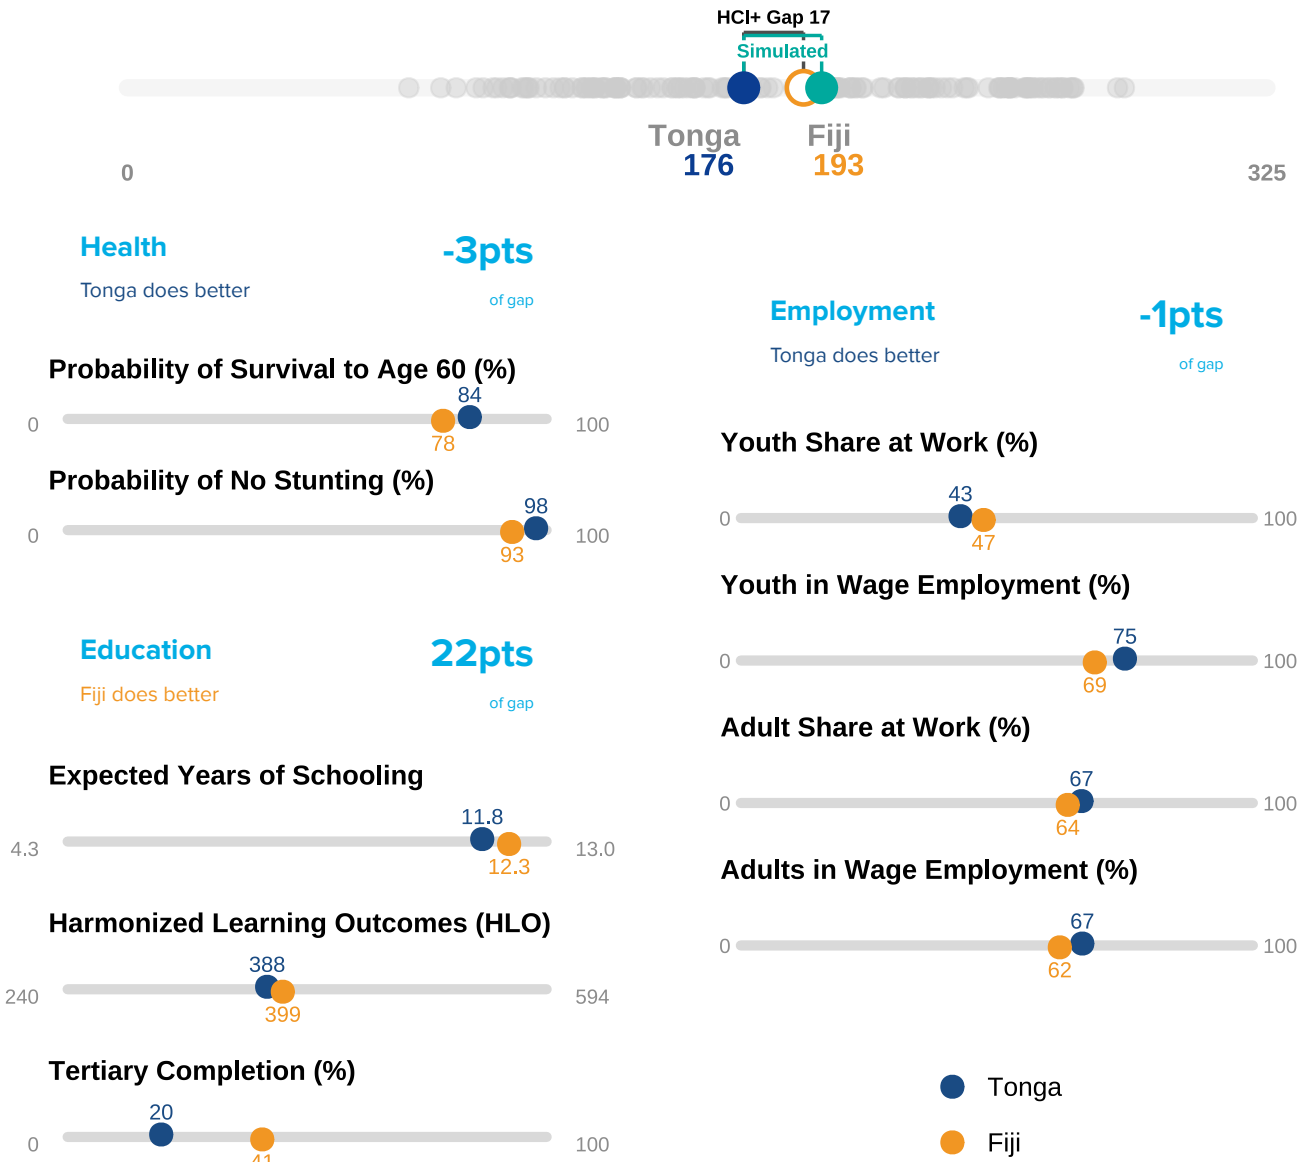 HCI+ Gap 17
Simulated
Tonga
Fiji
176
193
0
325
Health
-3pts
Tonga does better
of gap
Probability of Survival to Age 60 (%)
84
0
100
78
Probability of No Stunting (%)
98
0
100
93
Education
22pts
Fiji does better
of gap
Expected Years of Schooling
11.8
4.3
13.0
12.3
Harmonized Learning Outcomes (HLO)
388
240
594
399
Tertiary Completion (%)
20
0
100
41
Employment
-1pts
Tonga does better
of gap
Youth Share at Work (%)
43
0
100
47
Youth in Wage Employment (%)
75
0
100
69
Adult Share at Work (%)
67
0
100
64
Adults in Wage Employment (%)
67
0
100
62
Tonga
Fiji